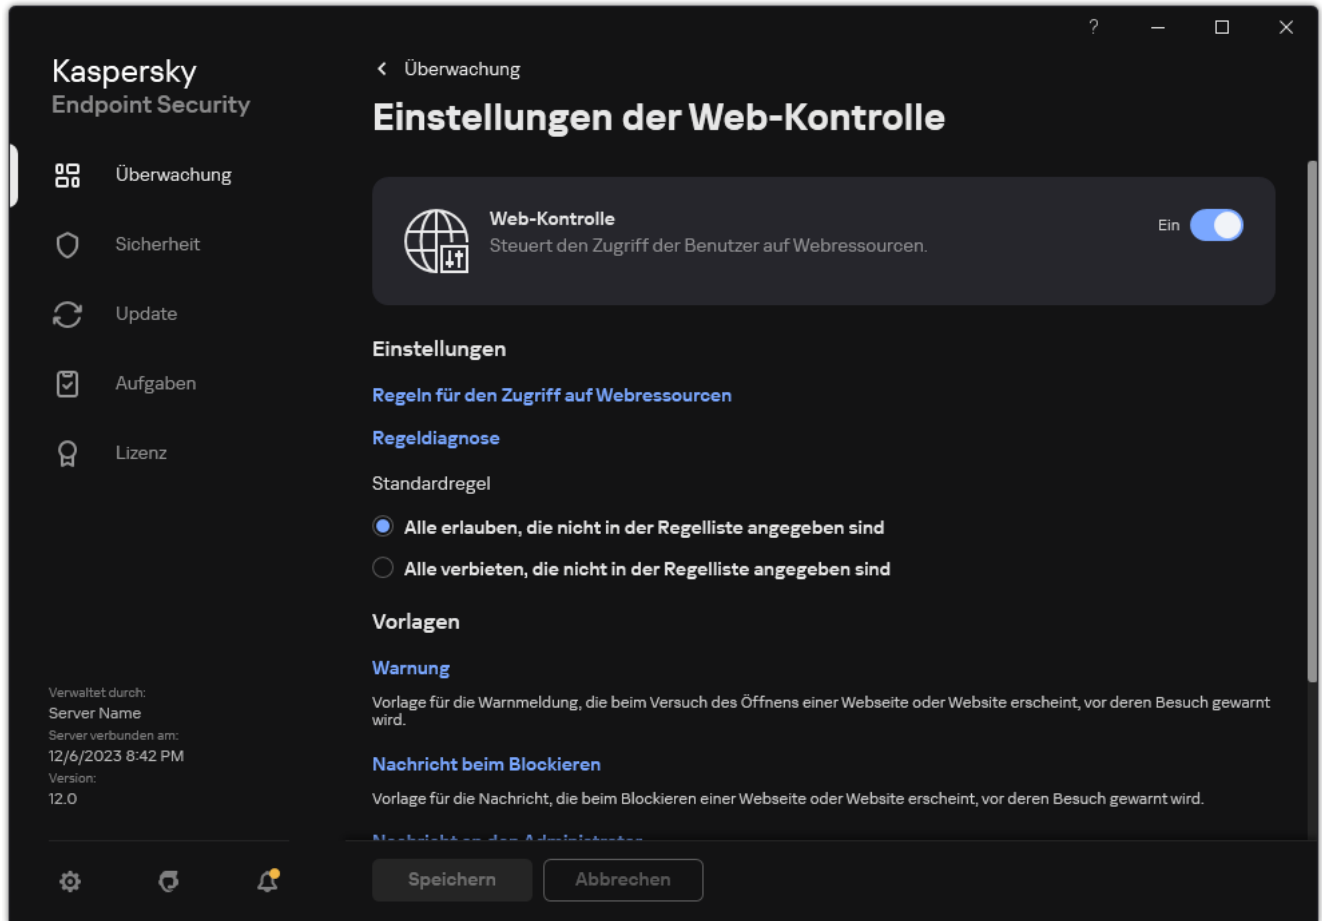 ?
Kaspersky
Endpoint Security
Überwachung
Sicherheit
Update
Aufgaben
Lizenz
Verwaltet durch:
Server Name
Server verbunden am:
12/6/2023 8:42 PM
Version:
12.0
Überwachung
Einstellungen der Web-Kontrolle
Web-Kontrolle
Steuert den Zugriff der Benutzer auf Webressourcen.
Ein
Einstellungen
Regeln für den Zugriff auf Webressourcen
Regeldiagnose
Standardregel
Alle erlauben, die nicht in der Regelliste angegeben sind
Alle verbieten, die nicht in der Regelliste angegeben sind
Vorlagen
Warnung
Vorlage für die Warnmeldung, die beim Versuch des Öffnens einer Webseite oder Website erscheint, vor deren Besuch gewarnt
wird.
Nachricht beim Blockieren
Vorlage für die Nachricht, die beim Blockieren einer Webseite oder Website erscheint, vor deren Besuch gewarnt wird.
Nachricht an den Administrator
Speichern
Abbrechen